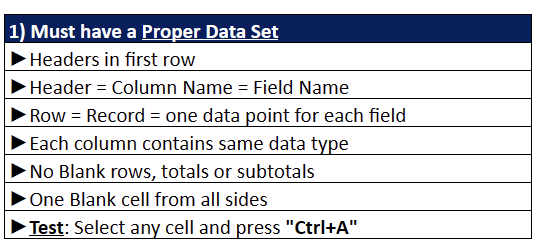 1) Must have a Proper Data Set
►Headers in first row
►Header = Column Name = Field Name
►Row = Record = one data point for each field
►Each column contains same data type
►No Blank rows, totals or subtotals
►One Blank cell from all sides
►Test: Select any cell and press "Ctrl+A"